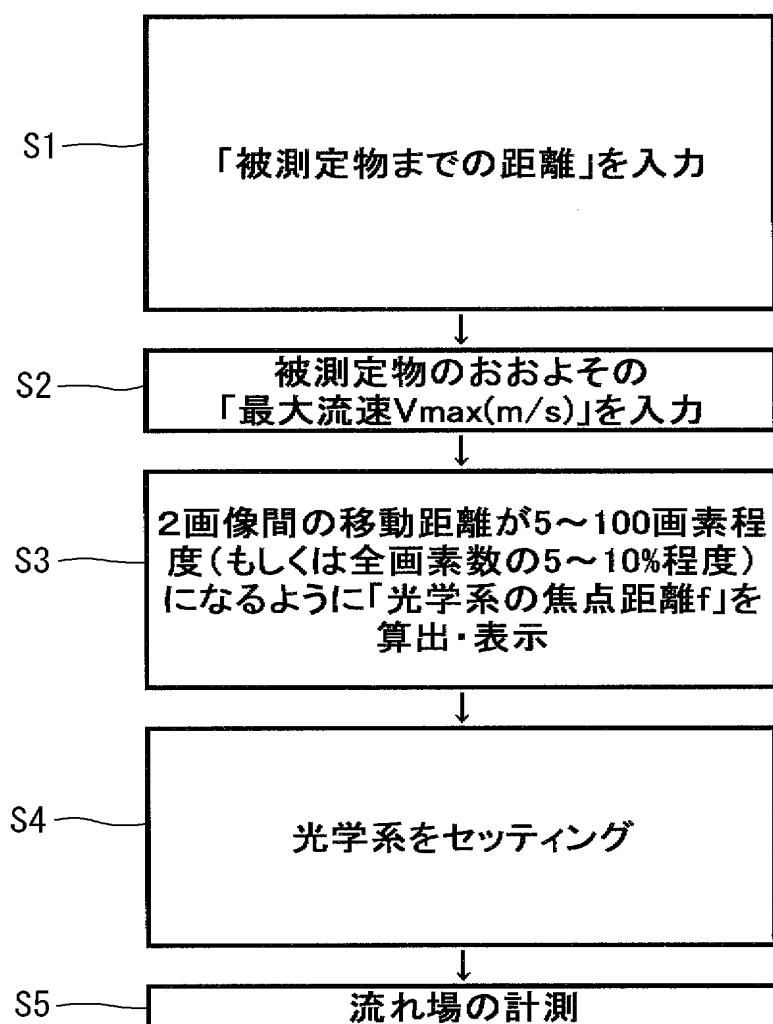 S1
「被測定物までの距離」を入力
↓
S2
被測定物のおおよその
「最大流速Vmax(m/s)」を入力
↓
S3
2画像間の移動距離が5～100画素程
度(もしくは全画素数の5～10%程度)
になるように「光学系の焦点距離f」を
算出・表示
↓
S4
光学系をセッティング
↓
S5
流れ場の計測